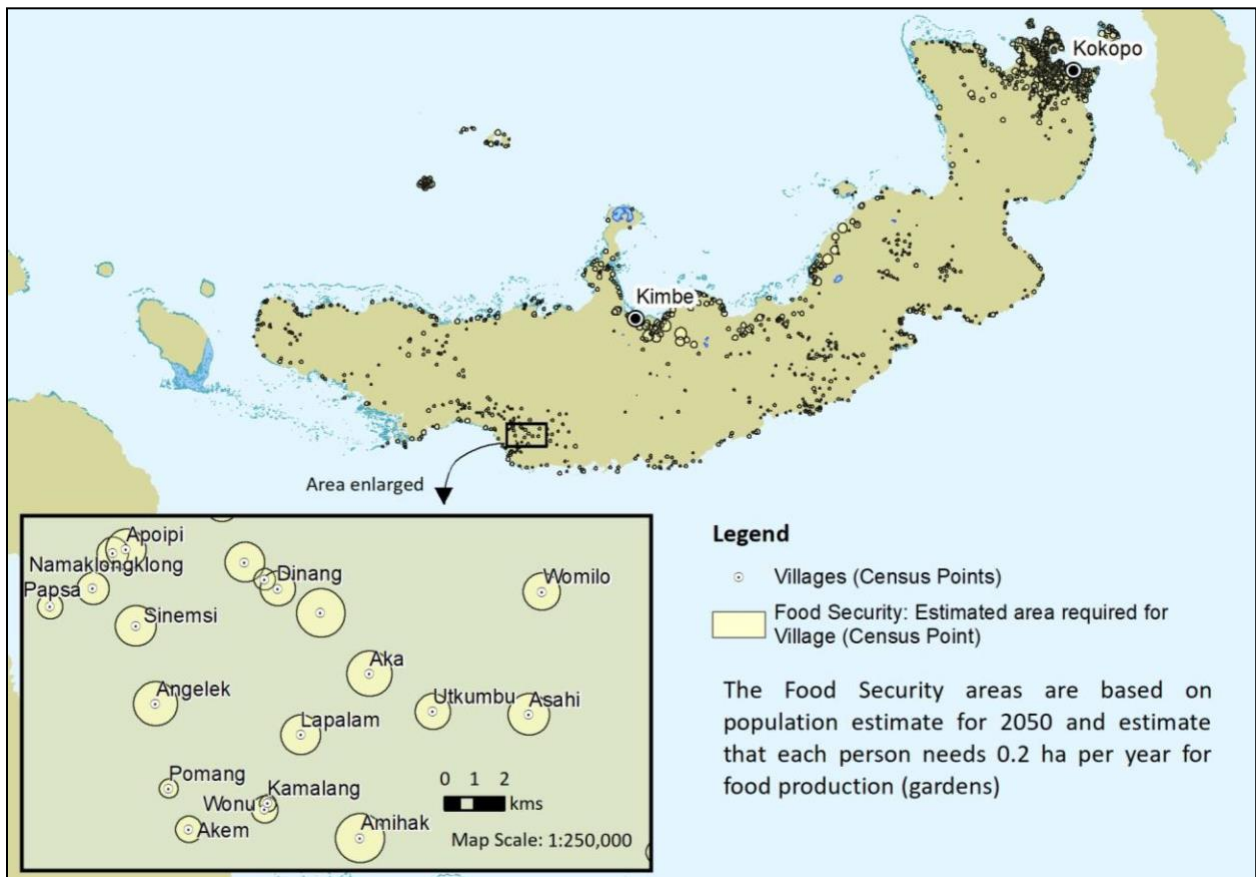 Kokopo
Kimbe
Area enlarged
Apoipi
Namaklongklong
Papsa
Sinemsi
Dinang
Womilo
Angelek
Aka
Utkumbu
Asahi
Lapalam
Pomang
Kamalang
Wonu
Akem
Amihak
0 1 2
kms
Map Scale: 1:250,000
Legend
Villages (Census Points)
Food Security: Estimated area required for
Village (Census Point)
The Food Security areas are based on
population estimate for 2050 and estimate
that each person needs 0.2 ha per year for
food production (gardens)